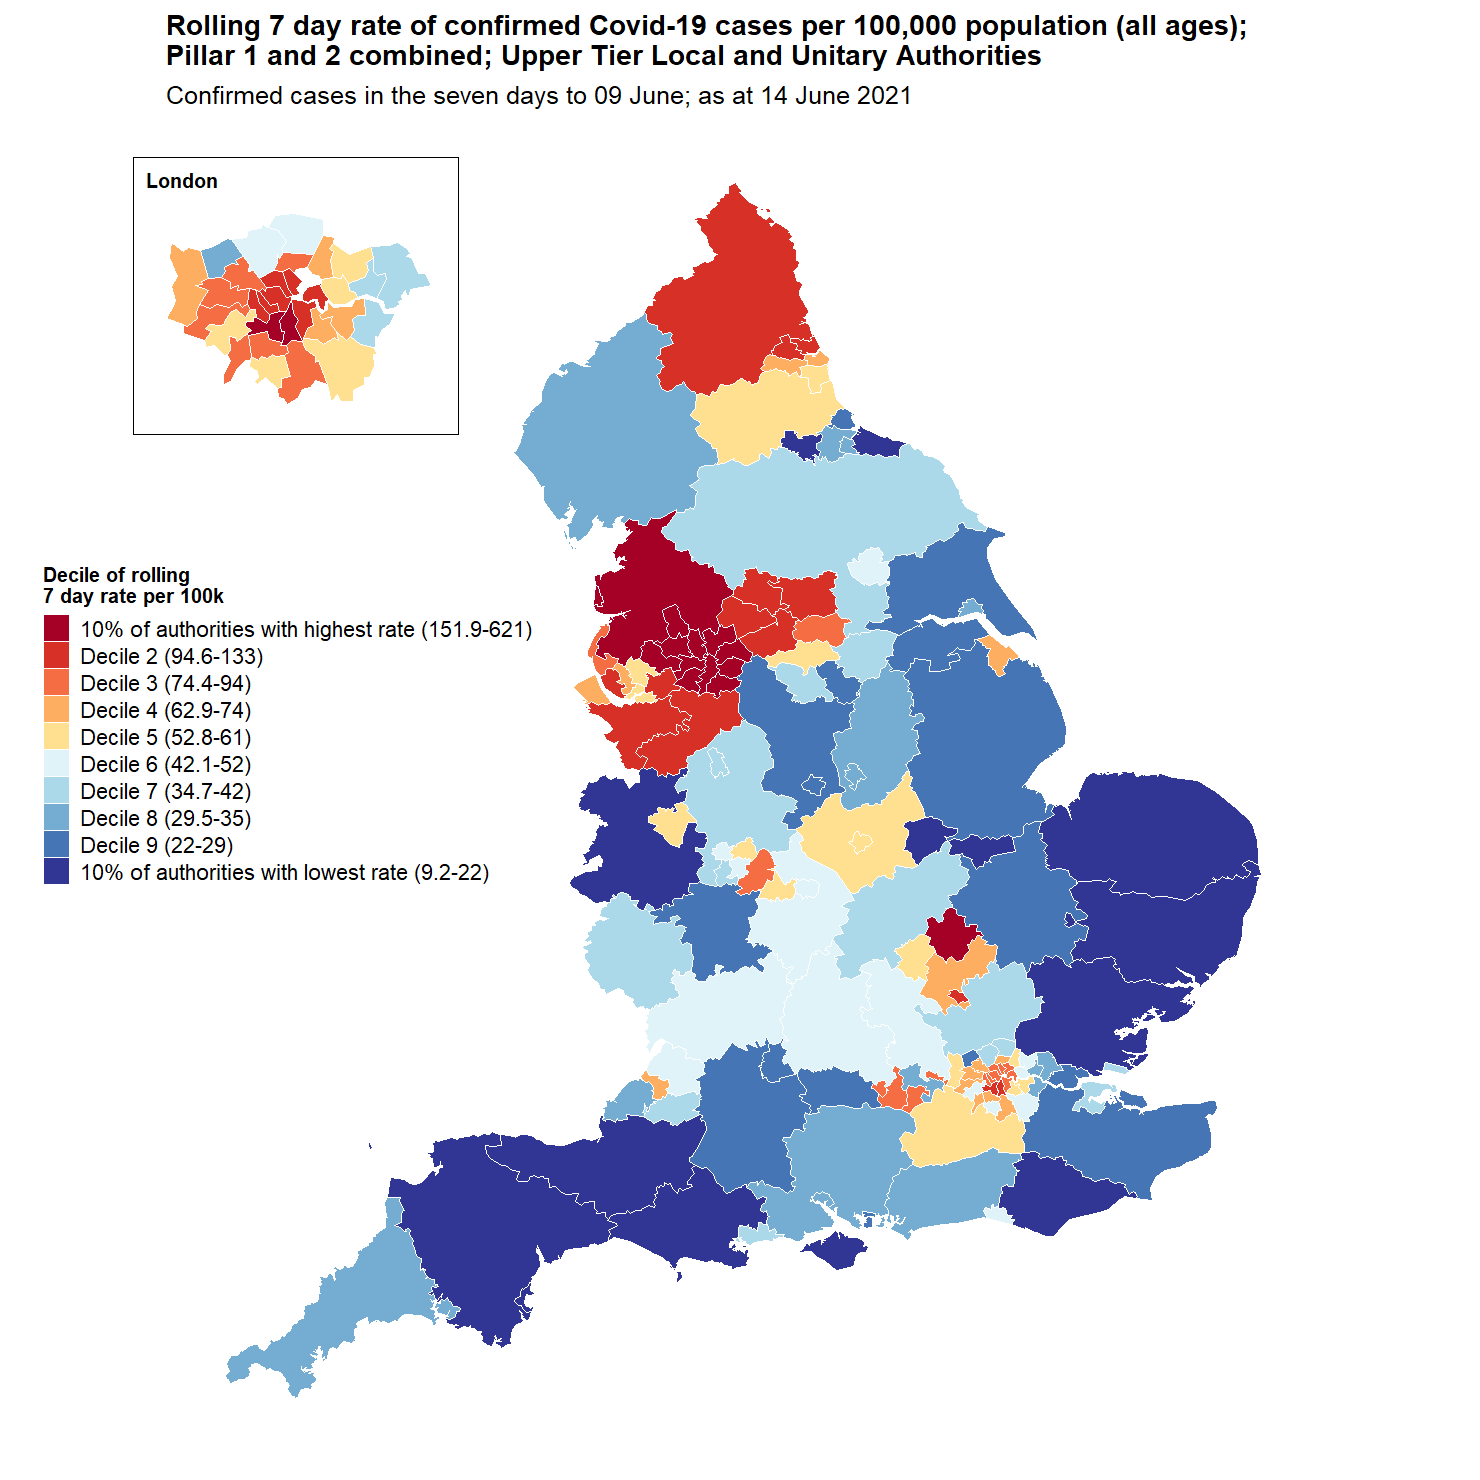 Rolling 7 day rate of confirmed Covid-19 cases per 100,000 population (all ages);
Pillar 1 and 2 combined; Upper Tier Local and Unitary Authorities
Confirmed cases in the seven days to 09 June; as at 14 June 2021
London
Decile of rolling
7 day rate per 100k
10% of authorities with highest rate (151.9-621)
Decile 2 (94.6-133)
Decile 3 (74.4-94)
Decile 4 (62.9-74)
Decile 5 (52.8-61)
Decile 6 (42.1-52)
Decile 7 (34.7-42)
Decile 8 (29.5-35)
Decile 9 (22-29)
10% of authorities with lowest rate (9.2-22)